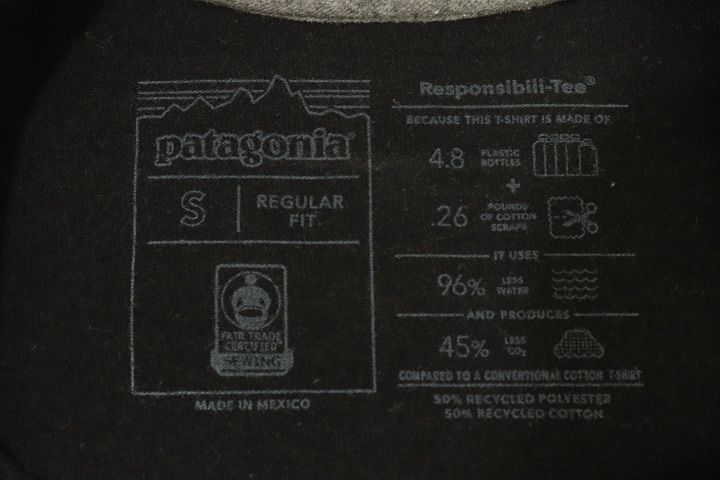 patagonia
S
REGULAR
FIT
FAIR TRADE
CERTIFIED
SEWING
MADE IN MEXICO
Responsibili-Tee®
BECAUSE THIS T-SHIRT IS MADE OF
4.8 PLASTIC
BOTTLES
+
.26 POUNDS
OF COTTON
SCRAPS
IT USES
96% LESS
WATER
AND PRODUCES
45% LESS
CO₂
COMPARED TO A CONVENTIONAL COTTON T-SHIRT
50% RECYCLED POLYESTER
50% RECYCLED COTTON